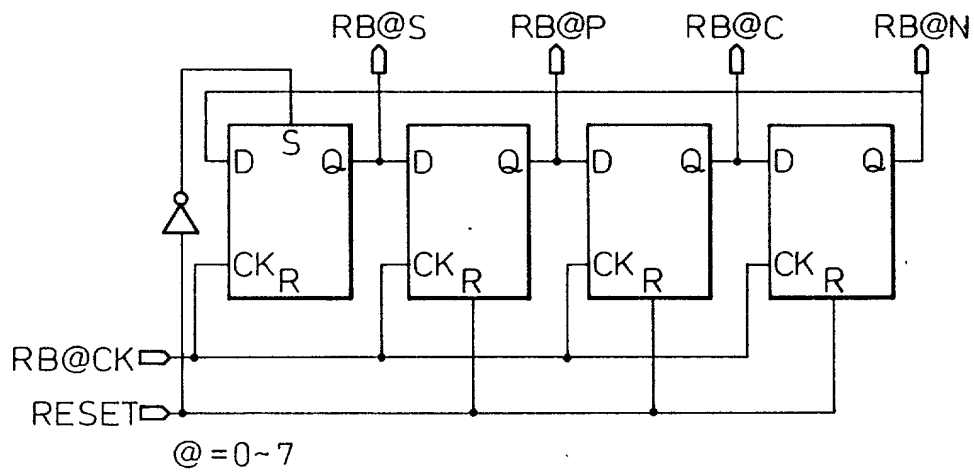 RB@S RB@P RB@C RB@N
S
D Q D Q D Q D Q
CK CK CK CK
R R R R
RB@CK
RESET
@=0~7